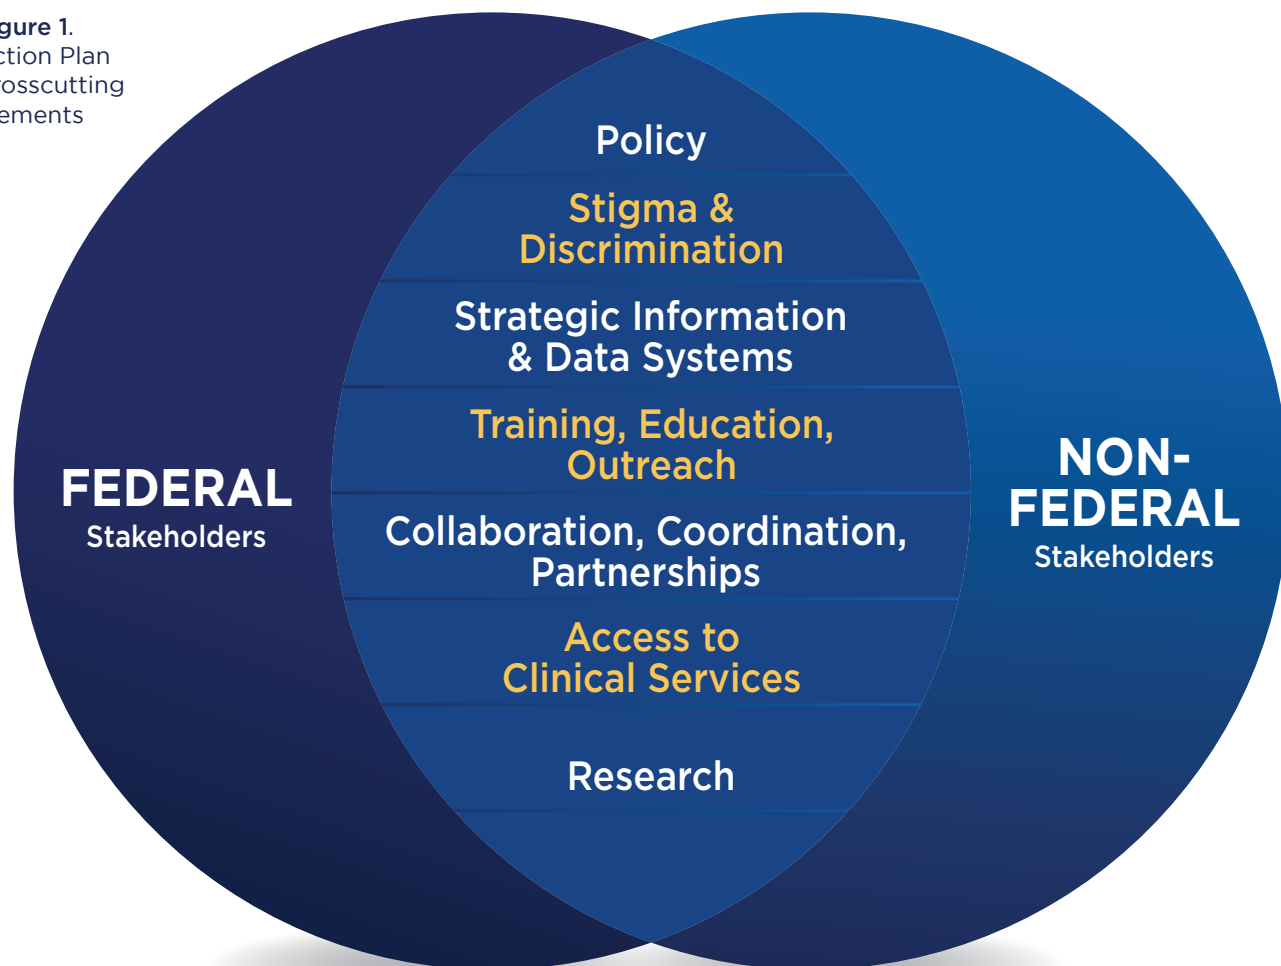 gure 1.
ction Plan
rosscutting
ements
Policy
Stigma &
Discrimination
Strategic Information
& Data Systems
Training, Education,
Outreach
Collaboration, Coordination,
Partnerships
Access to
Clinical Services
Research
FEDERAL
Stakeholders
NON-
FEDERAL
Stakeholders